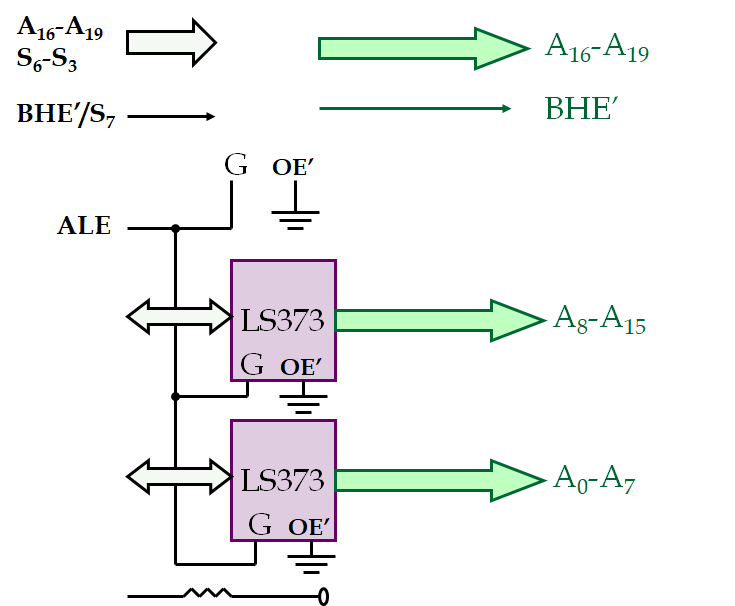 A₁₆-A₁₉ A₁₆-A₁₉
S₆-S₃
BHE′/S₇ BHE′
G OE′
ALE
LS373 A₈-A₁₅
G OE′
LS373 A₀-A₇
G OE′